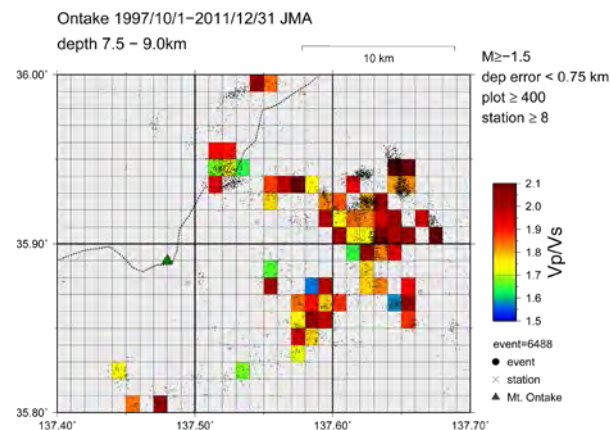 Ontake 1997/10/1−2011/12/31 JMA
depth 7.5 − 9.0km
10 km
M≥−1.5
dep error < 0.75 km
plot ≥ 400
station ≥ 8
36.00˚
35.90˚
35.80˚
137.40˚
137.50˚
137.60˚
137.70˚
2.1
2.0
1.9
1.8
1.7
1.6
1.5
Vp/Vs
event=6488
event
station
Mt. Ontake